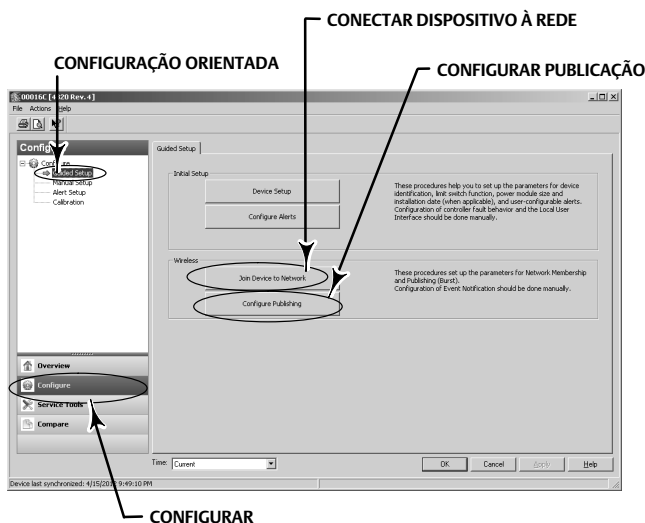 CONECTAR DISPOSITIVO À REDE
CONFIGURAÇÃO ORIENTADA
CONFIGURAR PUBLICAÇÃO
00016C [4320 Rev. 4]
File Actions Help
Guided Setup
Configure
Guided Setup
Manual Setup
Alert Setup
Calibration
Initial Setup
Device Setup
Configure Alerts
These procedures help you to set up the parameters for device
identification, limit switch function, power module size and
installation date (when applicable), and user-configurable alerts.
Configuration of controller fault behavior and the Local User
Interface should be done manually.
Wireless
Join Device to Network
Configure Publishing
These procedures set up the parameters for Network Membership
and Publishing (Burst).
Configuration of Event Notification should be done manually.
Overview
Configure
Service Tools
Compare
Time: Current
OK Cancel Apply Help
Device last synchronized: 4/15/2012 9:49:10 PM
CONFIGURAR